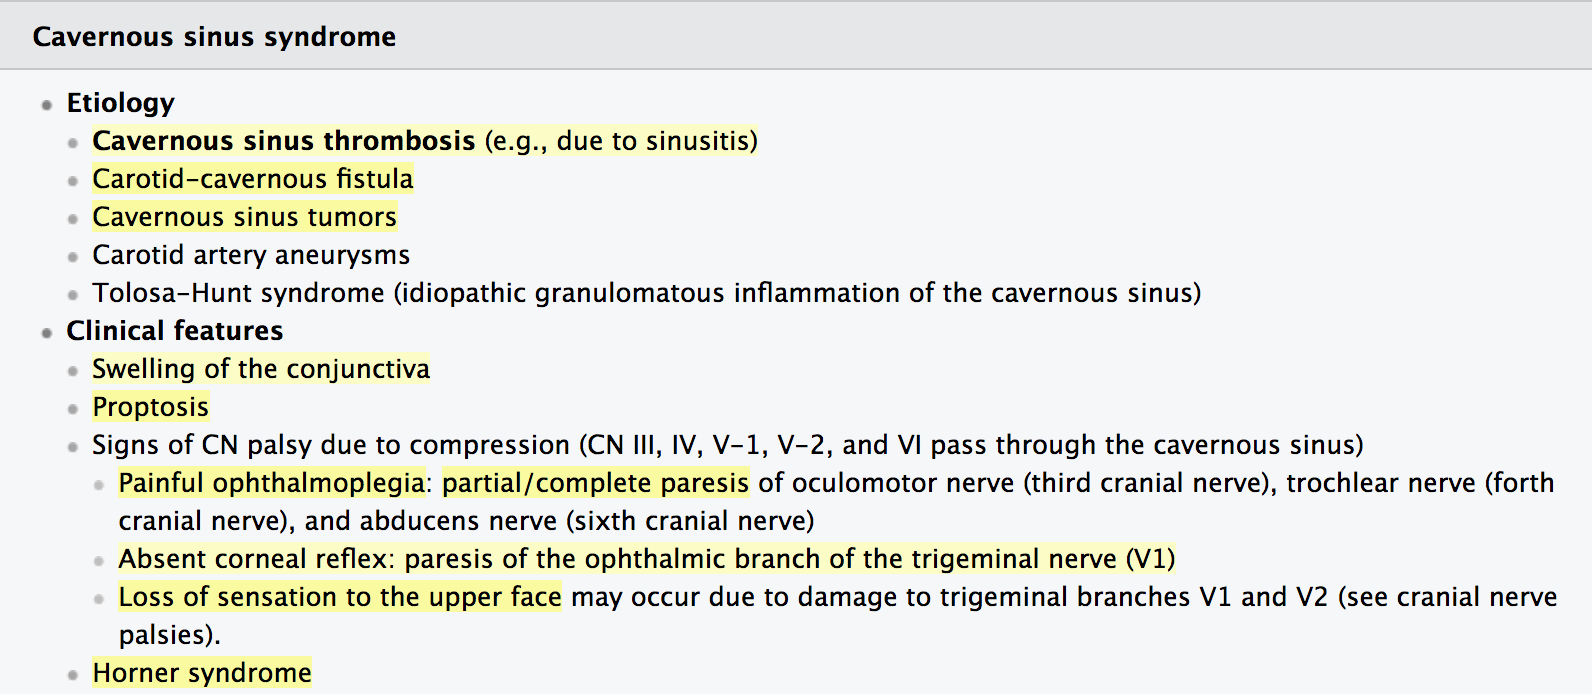 Cavernous sinus syndrome
Etiology
Cavernous sinus thrombosis (e.g., due to sinusitis)
Carotid-cavernous fistula
Cavernous sinus tumors
Carotid artery aneurysms
Tolosa-Hunt syndrome (idiopathic granulomatous inflammation of the cavernous sinus)
Clinical features
Swelling of the conjunctiva
Proptosis
Signs of CN palsy due to compression (CN III, IV, V-1, V-2, and VI pass through the cavernous sinus)
Painful ophthalmoplegia: partial/complete paresis of oculomotor nerve (third cranial nerve), trochlear nerve (forth
cranial nerve), and abducens nerve (sixth cranial nerve)
Absent corneal reflex: paresis of the ophthalmic branch of the trigeminal nerve (V1)
Loss of sensation to the upper face may occur due to damage to trigeminal branches V1 and V2 (see cranial nerve
palsies).
Horner syndrome